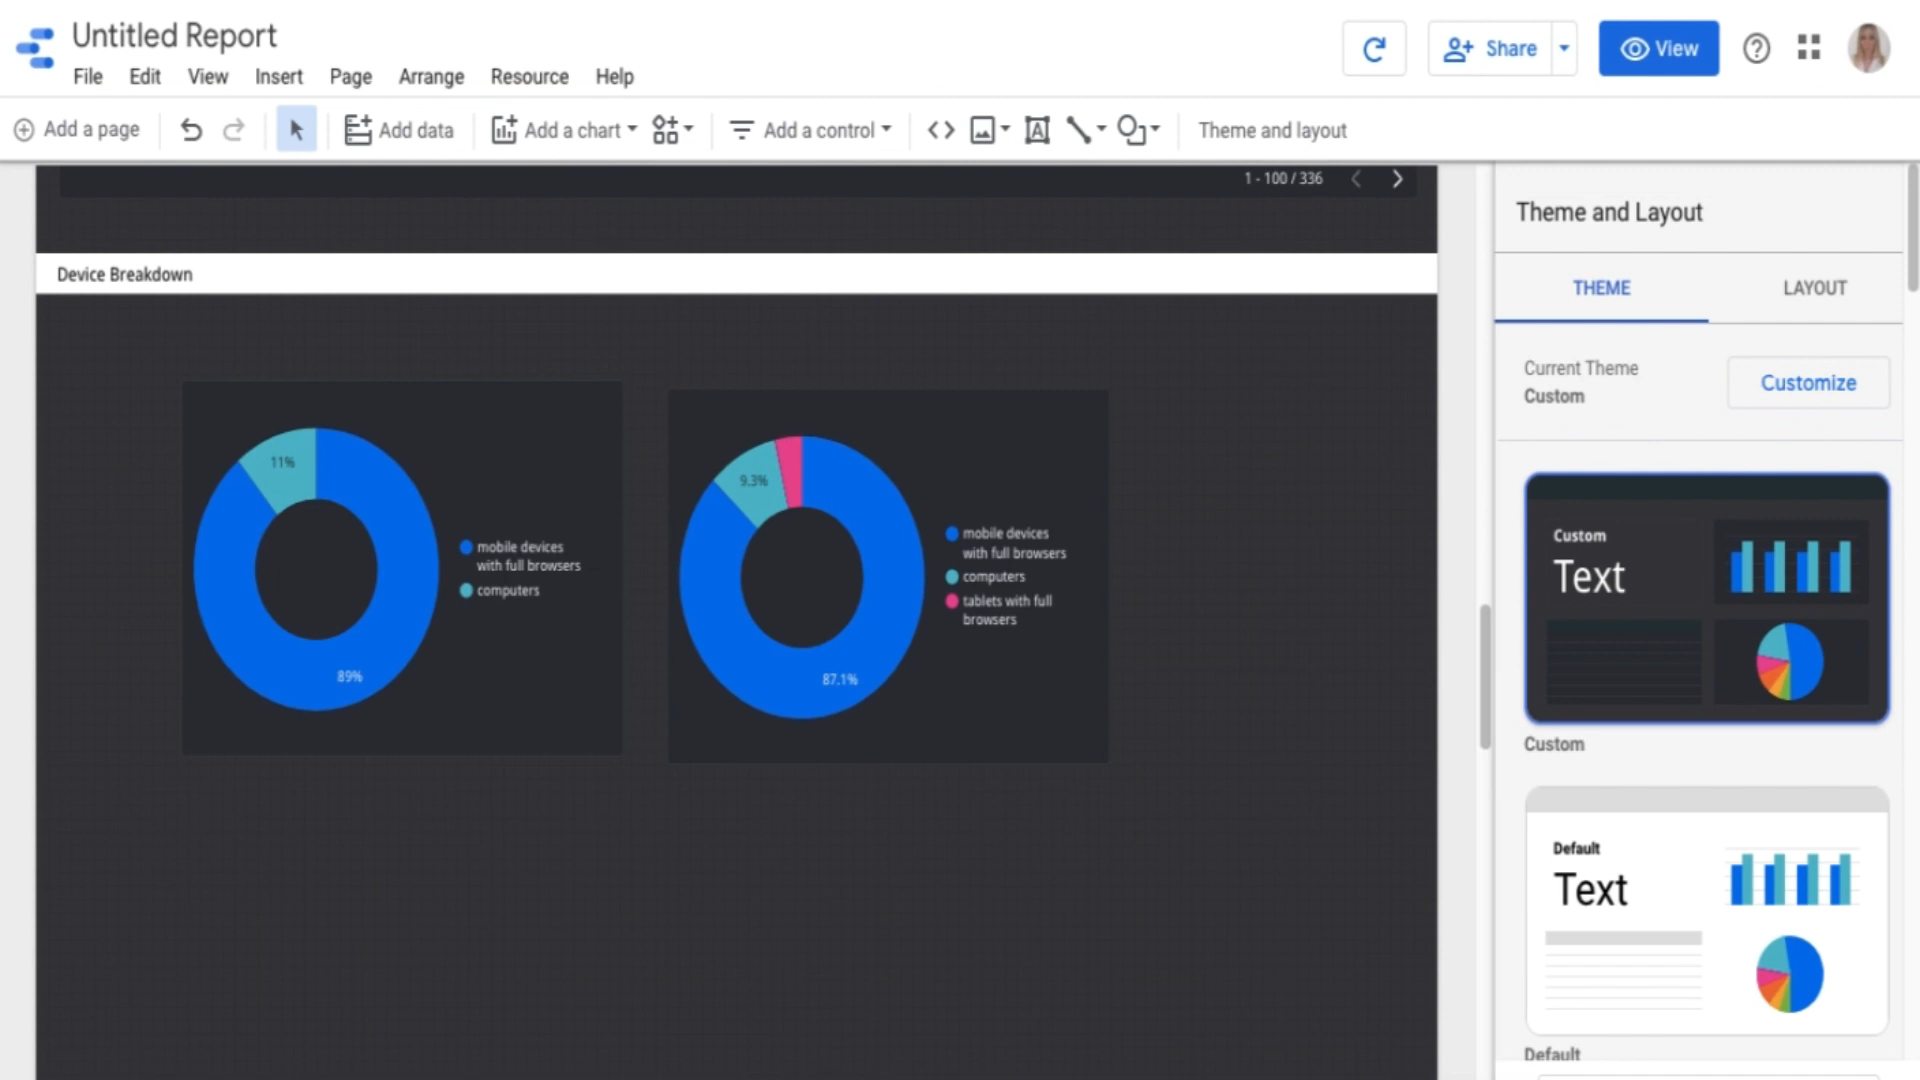 Untitled Report
File Edit View Insert Page Arrange Resource Help
Share
View
Add a page
Add data
Add a chart
Add a control
Theme and layout
1 - 100 / 336
Device Breakdown
11%
89%
mobile devices
with full browsers
computers
9.3%
87.1%
mobile devices
with full browsers
computers
tablets with full
browsers
Theme and Layout
THEME
LAYOUT
Current Theme
Custom
Customize
Custom
Text
Custom
Default
Text
Default